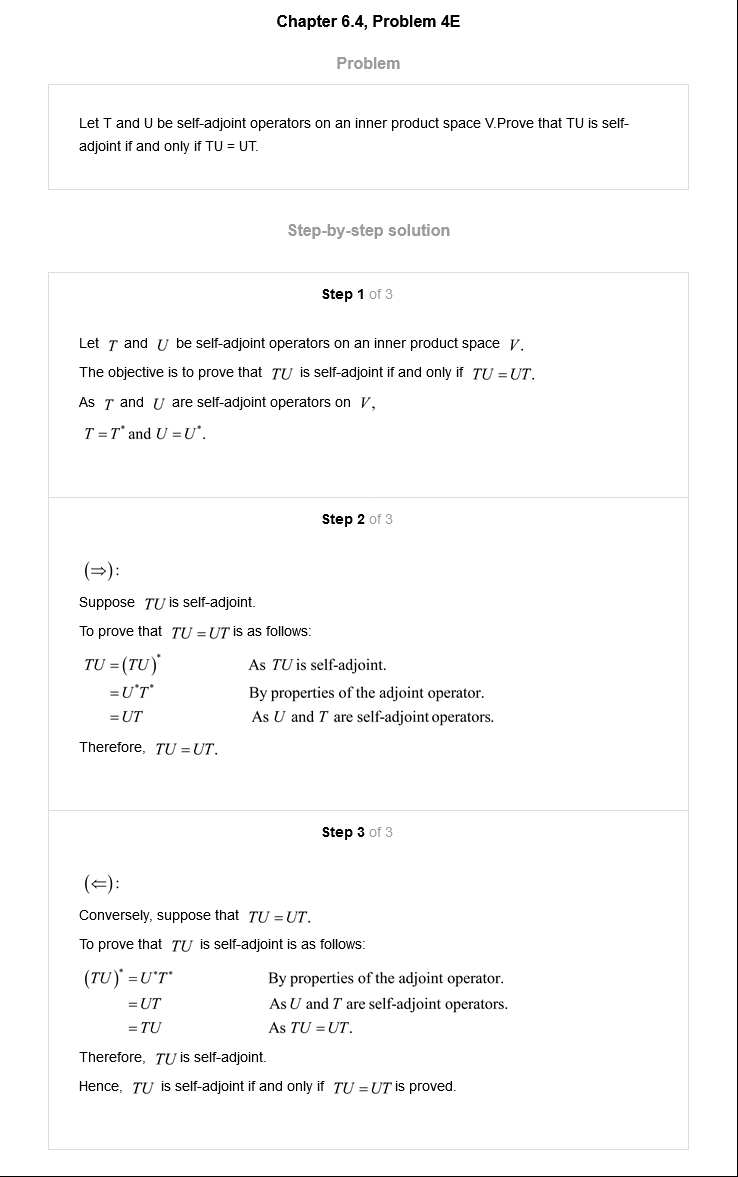 Chapter 6.4, Problem 4E
Problem
Let T and U be self-adjoint operators on an inner product space V.Prove that TU is self-
adjoint if and only if TU = UT.
Step-by-step solution
Step 1 of 3
Let T and U be self-adjoint operators on an inner product space V.
The objective is to prove that TU is self-adjoint if and only if TU = UT.
As T and U are self-adjoint operators on V,
T = T* and U = U*.
Step 2 of 3
(⇒):
Suppose TU is self-adjoint.
To prove that TU = UT is as follows:
TU = (TU)* As TU is self-adjoint.
= U*T* By properties of the adjoint operator.
= UT As U and T are self-adjoint operators.
Therefore, TU = UT.
Step 3 of 3
(⇐):
Conversely, suppose that TU = UT.
To prove that TU is self-adjoint is as follows:
(TU)* = U*T* By properties of the adjoint operator.
= UT As U and T are self-adjoint operators.
= TU As TU = UT.
Therefore, TU is self-adjoint.
Hence, TU is self-adjoint if and only if TU = UT is proved.